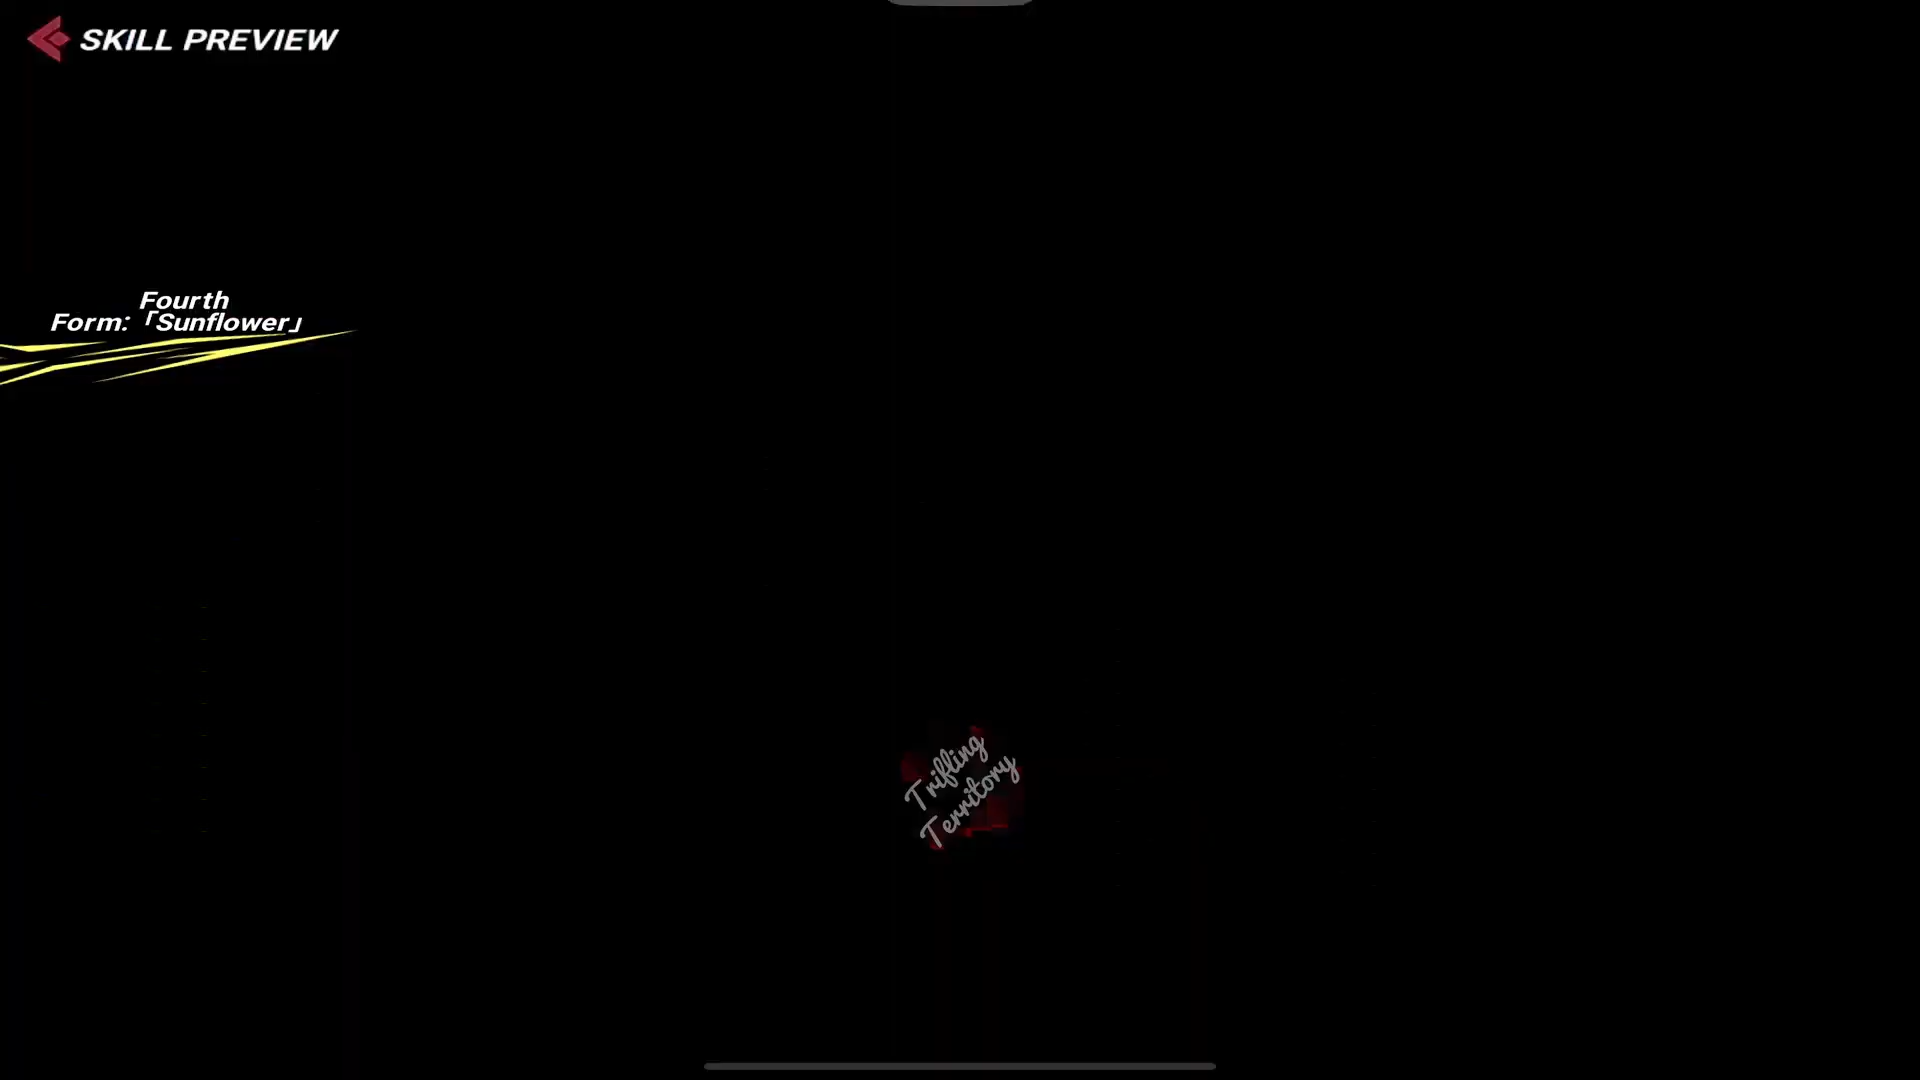 SKILL PREVIEW
Fourth
Form:「Sunflower」
Trifling
Territory